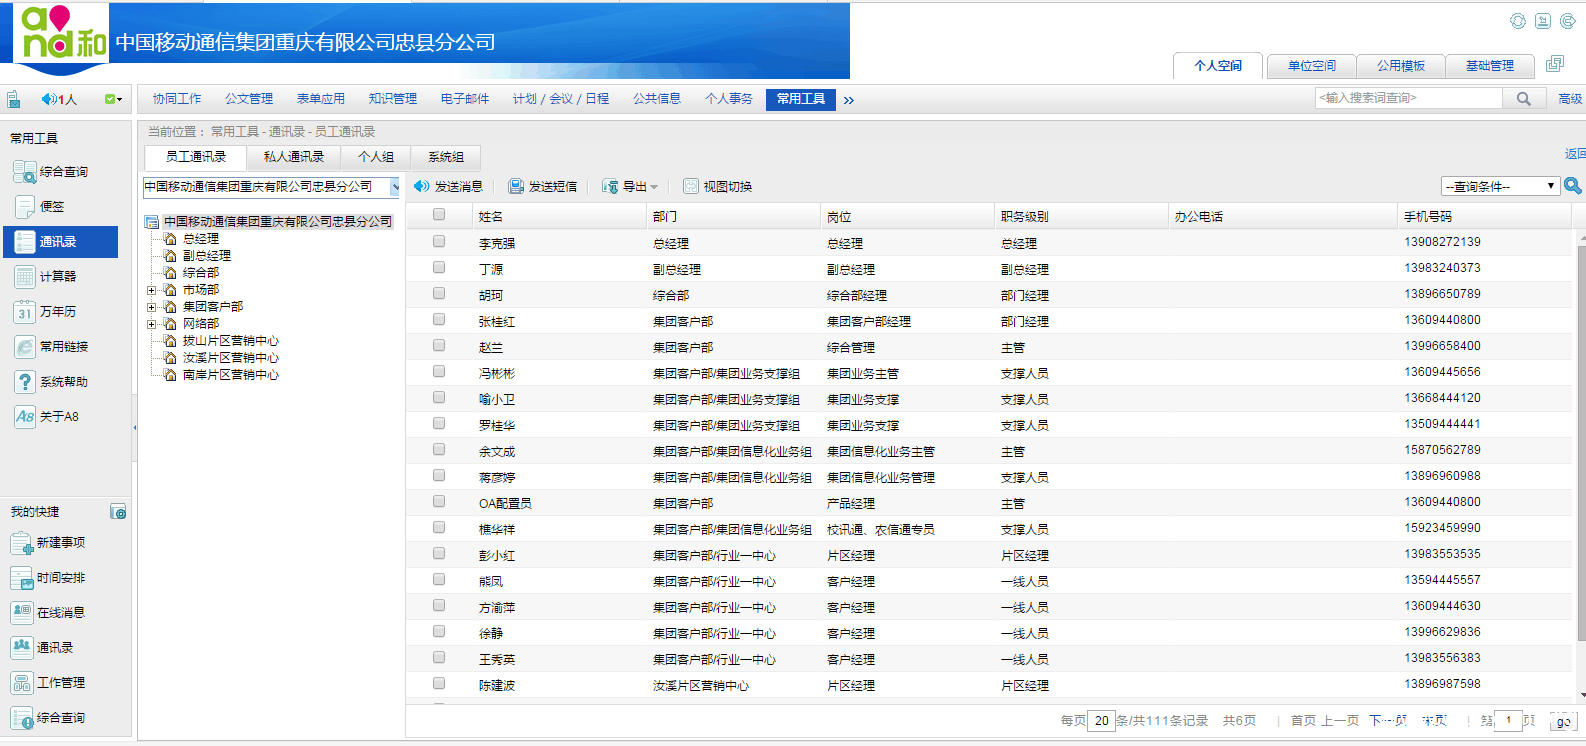 and和
中国移动通信集团重庆有限公司忠县分公司
个人空间 单位空间 公用模板 基础管理
1人
协同工作 公文管理 表单应用 知识管理 电子邮件 计划 / 会议 / 日程 公共信息 个人事务 常用工具 »
<输入搜索词查询> 高级
常用工具
综合查询
便签
通讯录
计算器
31 万年历
常用链接
? 系统帮助
A8 关于A8
我的快捷
新建事项
时间安排
在线消息
通讯录
工作管理
综合查询
当前位置： 常用工具 - 通讯录 - 员工通讯录
员工通讯录 私人通讯录 个人组 系统组
返回
中国移动通信集团重庆有限公司忠县分公司
发送消息 发送短信 导出 视图切换
--查询条件--
中国移动通信集团重庆有限公司忠县分公司
总经理
副总经理
综合部
市场部
集团客户部
网络部
拔山片区营销中心
汝溪片区营销中心
南岸片区营销中心
姓名 部门 岗位 职务级别 办公电话 手机号码
李克强 总经理 总经理 总经理 13908272139
丁源 副总经理 副总经理 副总经理 13983240373
胡珂 综合部 综合部经理 部门经理 13896650789
张桂红 集团客户部 集团客户部经理 部门经理 13609440800
赵兰 集团客户部 综合管理 主管 13996658400
冯彬彬 集团客户部/集团业务支撑组 集团业务主管 支撑人员 13609445656
喻小卫 集团客户部/集团业务支撑组 集团业务支撑 支撑人员 13668444120
罗桂华 集团客户部/集团业务支撑组 集团业务支撑 支撑人员 13509444441
余文成 集团客户部/集团信息化业务组 集团信息化业务主管 主管 15870562789
蒋彦婷 集团客户部/集团信息化业务组 集团信息化业务管理 支撑人员 13896960988
OA配置员 集团客户部 产品经理 主管 13609440800
樵华祥 集团客户部/集团信息化业务组 校讯通、农信通专员 支撑人员 15923459990
彭小红 集团客户部/行业一中心 片区经理 片区经理 13983553535
熊凤 集团客户部/行业一中心 客户经理 一线人员 13594445557
方渝萍 集团客户部/行业一中心 客户经理 一线人员 13609444630
徐静 集团客户部/行业一中心 客户经理 一线人员 13996629836
王秀英 集团客户部/行业一中心 客户经理 一线人员 13983556383
陈建波 汝溪片区营销中心 片区经理 片区经理 13896987598
每页 20 条/共111条记录 共6页 | 首页 上一页 下一页 末页 | 第 1 页 go